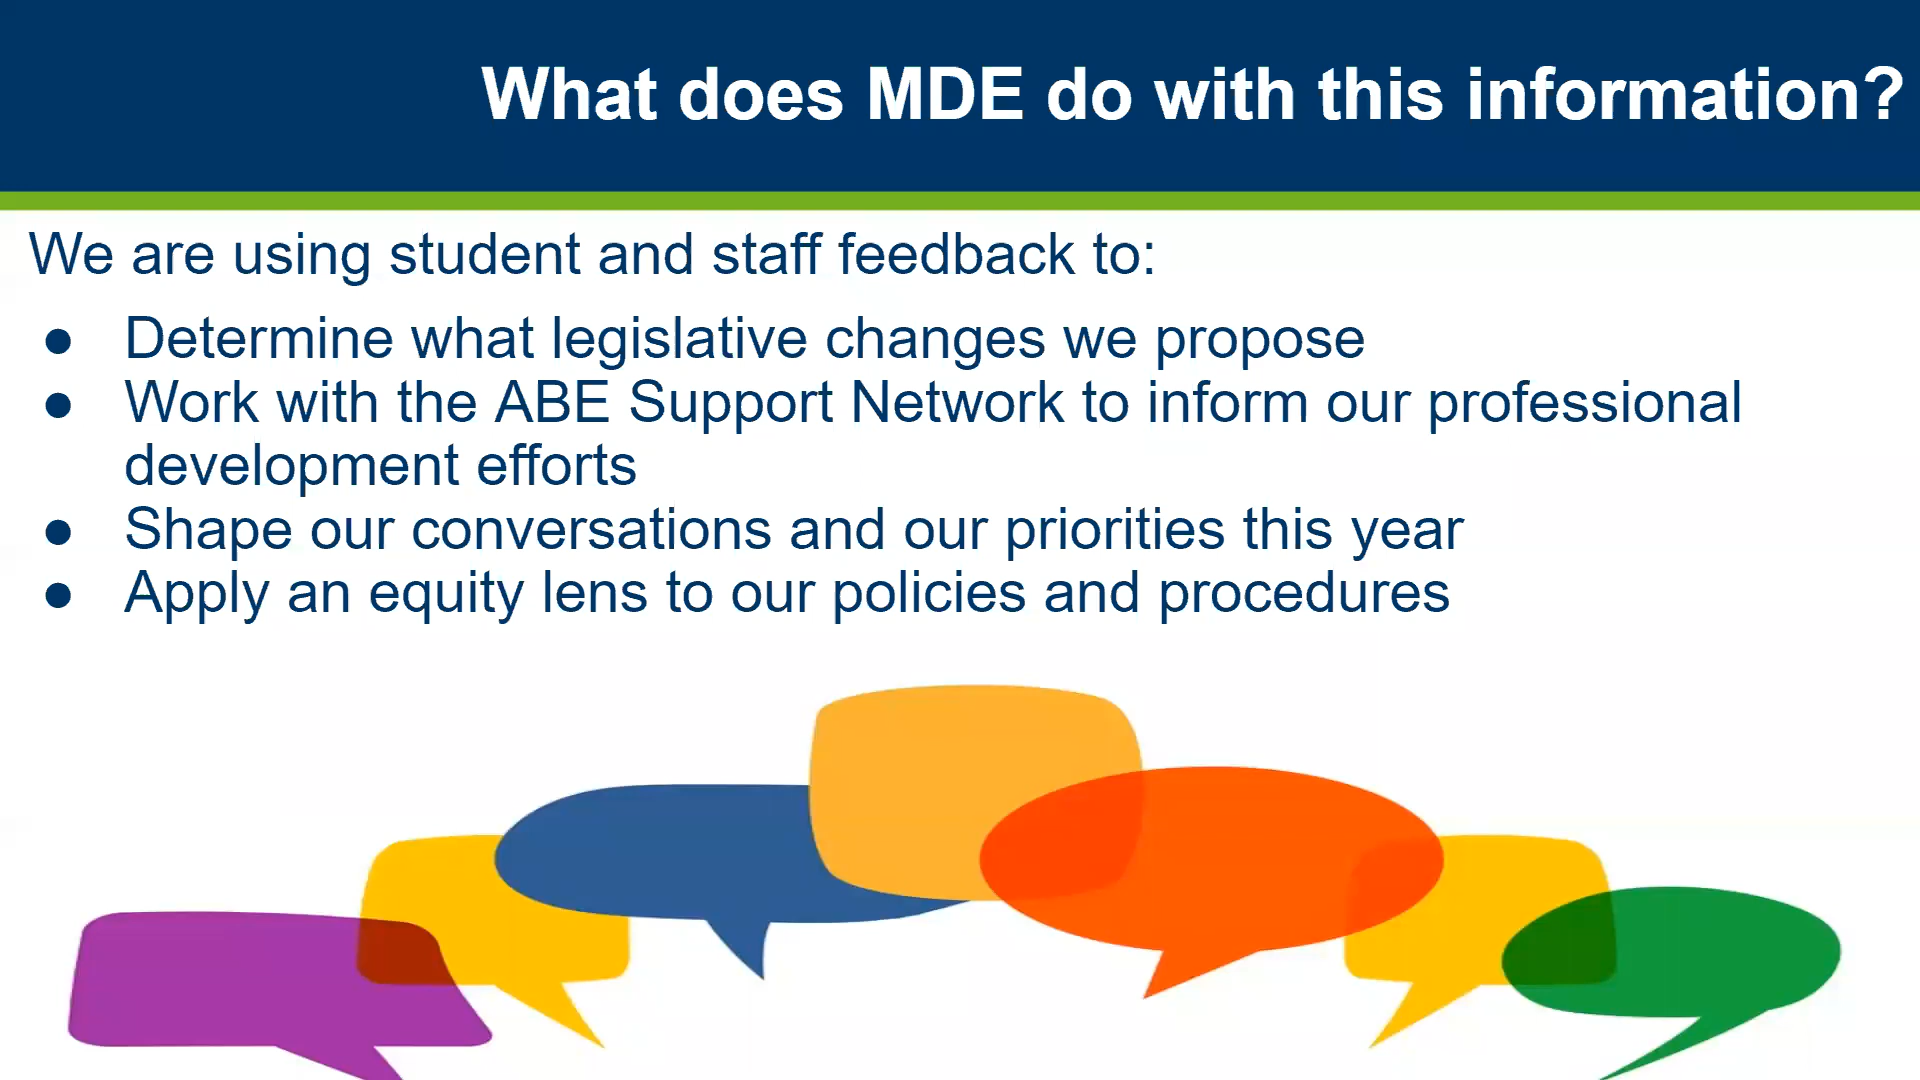 What does MDE do with this information?
We are using student and staff feedback to:
● Determine what legislative changes we propose
● Work with the ABE Support Network to inform our professional
development efforts
● Shape our conversations and our priorities this year
● Apply an equity lens to our policies and procedures